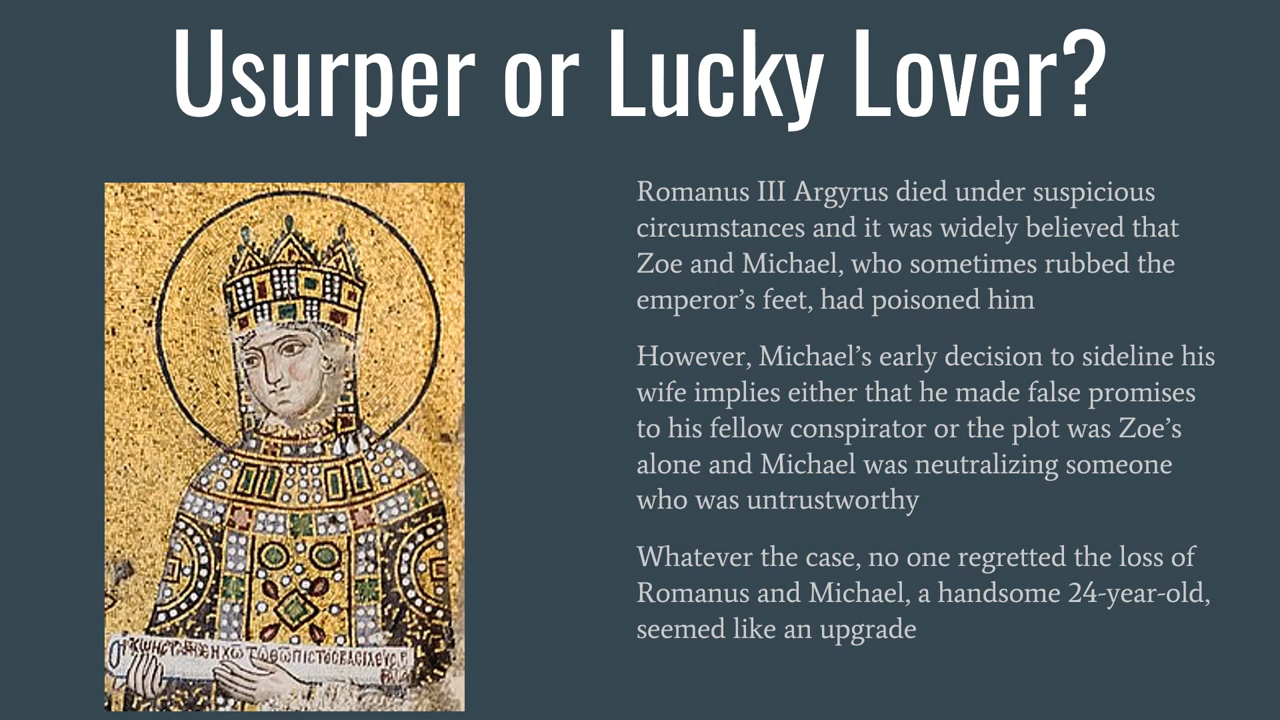 Usurper or Lucky Lover?
Romanus III Argyrus died under suspicious
circumstances and it was widely believed that
Zoe and Michael, who sometimes rubbed the
emperor’s feet, had poisoned him
However, Michael’s early decision to sideline his
wife implies either that he made false promises
to his fellow conspirator or the plot was Zoe’s
alone and Michael was neutralizing someone
who was untrustworthy
Whatever the case, no one regretted the loss of
Romanus and Michael, a handsome 24-year-old,
seemed like an upgrade